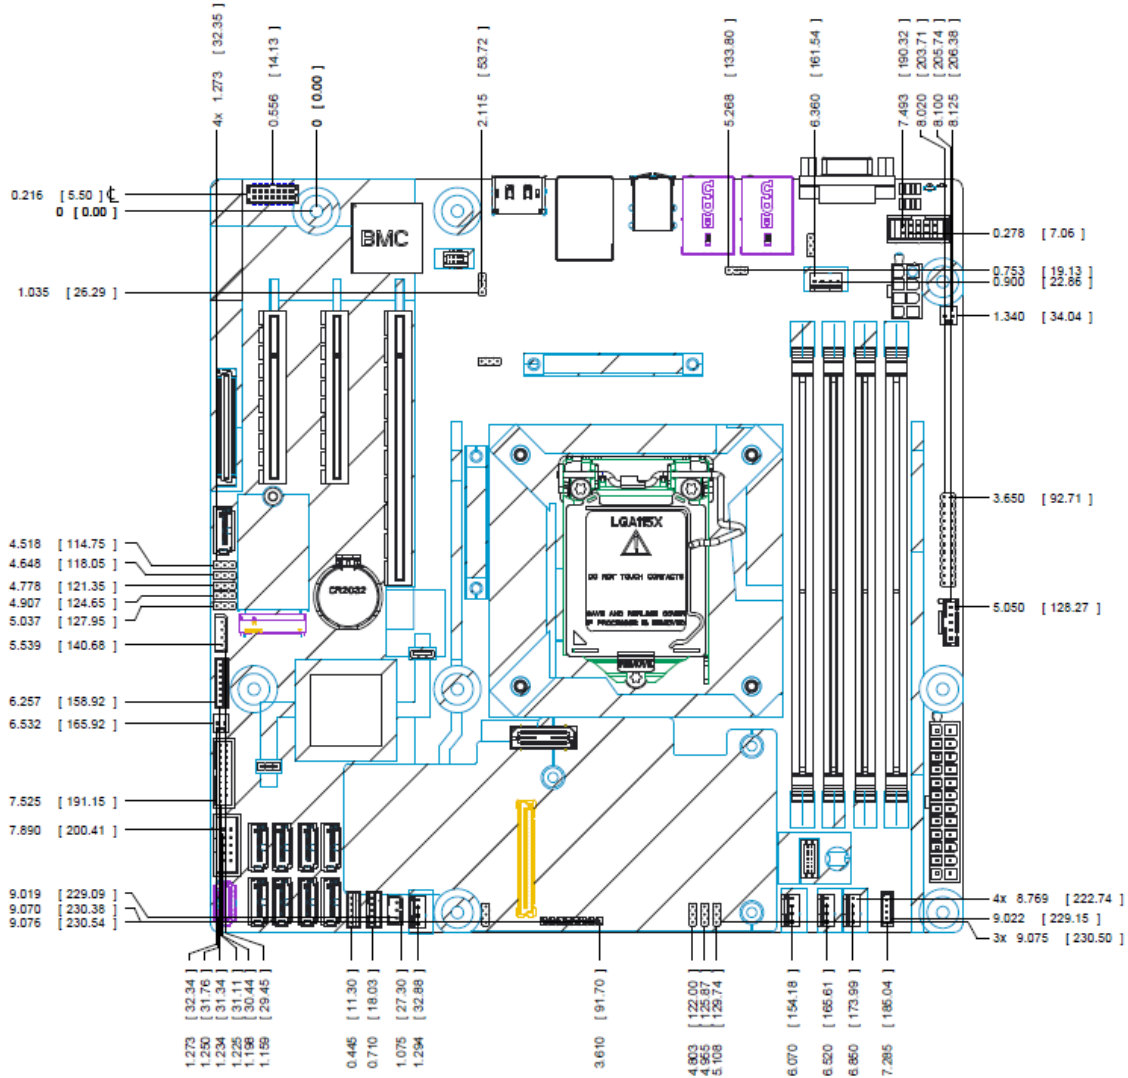 4x 1.273 [ 32.35 ]
0.556 [ 14.13 ]
0 [ 0.00 ]
2.115 [ 53.72 ]
5.268 [ 133.80 ]
6.360 [ 161.54 ]
7.493 [ 190.32 ]
8.020 [ 203.71 ]
8.100 [ 205.74 ]
8.125 [ 206.38 ]
0.216 [ 5.50 ] ℄
0 [ 0.00 ]
1.035 [ 26.29 ]
4.518 [ 114.75 ]
4.648 [ 118.05 ]
4.778 [ 121.35 ]
4.907 [ 124.65 ]
5.037 [ 127.95 ]
5.539 [ 140.68 ]
6.257 [ 158.92 ]
6.532 [ 165.92 ]
7.525 [ 191.15 ]
7.890 [ 200.41 ]
9.019 [ 229.09 ]
9.070 [ 230.38 ]
9.076 [ 230.54 ]
BMC
USB
USB
CR2032
LGA115X
DO NOT TOUCH CONTACTS
SAVE AND REPLACE COVER
IF PROCESSOR IS REMOVED
REMOVE
0.278 [ 7.06 ]
0.753 [ 19.13 ]
0.900 [ 22.86 ]
1.340 [ 34.04 ]
3.650 [ 92.71 ]
5.050 [ 128.27 ]
4x 8.769 [ 222.74 ]
9.022 [ 229.15 ]
3x 9.075 [ 230.50 ]
1.273 [ 32.34 ]
1.250 [ 31.76 ]
1.234 [ 31.34 ]
1.225 [ 31.11 ]
1.198 [ 30.44 ]
1.159 [ 29.45 ]
0.445 [ 11.30 ]
0.710 [ 18.03 ]
1.075 [ 27.30 ]
1.294 [ 32.88 ]
3.610 [ 91.70 ]
4.803 [ 122.00 ]
4.955 [ 125.87 ]
5.108 [ 129.74 ]
6.070 [ 154.18 ]
6.520 [ 165.61 ]
6.850 [ 173.99 ]
7.285 [ 185.04 ]